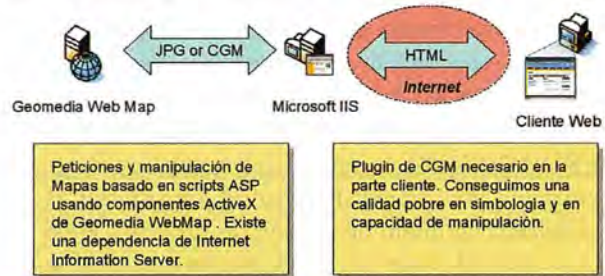 JPG or CGM
HTML
Internet
Geomedia Web Map
Microsoft IIS
Cliente Web
Peticiones y manipulación de
Mapas basado en scripts ASP
usando componentes ActiveX
de Geomedia WebMap . Existe
una dependencia de Internet
Information Server.
Plugin de CGM necesario en la
parte cliente. Conseguimos una
calidad pobre en simbologia y en
capacidad de manipulación.